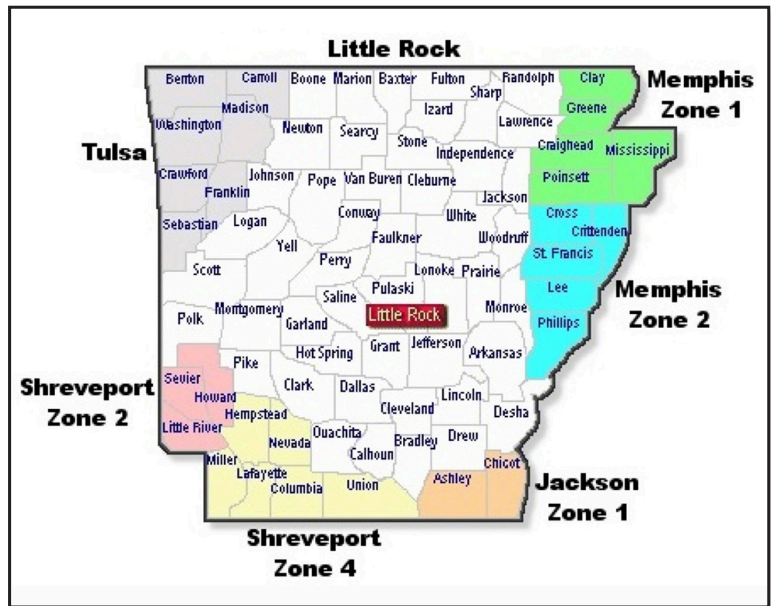 Little Rock
Benton
Carroll
Boone
Marion
Baxter
Fulton
Sharp
Randolph
Clay
Memphis
Zone 1
Madison
Izard
Greene
Washington
Newton
Searcy
Lawrence
Stone
Independence
Craighead
Mississippi
Tulsa
Crawford
Franklin
Johnson
Pope
Van Buren
Cleburne
Jackson
Poinsett
Sebastian
Logan
Conway
White
Woodruff
Cross
Crittenden
Yell
Faulkner
St. Francis
Scott
Perry
Lonoke
Prairie
Saline
Pulaski
Lee
Memphis
Zone 2
Polk
Montgomery
Garland
Little Rock
Monroe
Phillips
Hot Spring
Grant
Jefferson
Arkansas
Pike
Sevier
Shreveport
Zone 2
Howard
Clark
Dallas
Lincoln
Cleveland
Desha
Little River
Hempstead
Nevada
Ouachita
Calhoun
Bradley
Drew
Miller
Lafayette
Columbia
Union
Ashley
Chicot
Jackson
Zone 1
Shreveport
Zone 4